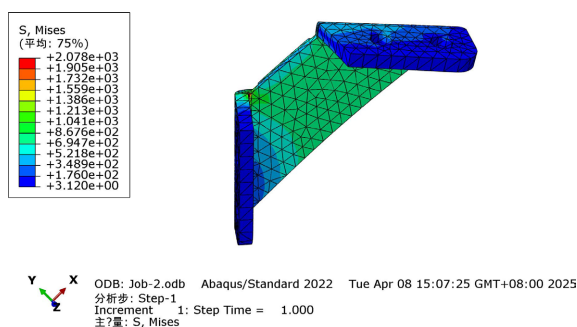 S, Mises
(平均: 75%)
+2.078e+03
+1.905e+03
+1.732e+03
+1.559e+03
+1.386e+03
+1.213e+03
+1.041e+03
+8.676e+02
+6.947e+02
+5.218e+02
+3.489e+02
+1.760e+02
+3.120e+00
Y X
Z
ODB: Job-2.odb Abaqus/Standard 2022 Tue Apr 08 15:07:25 GMT+08:00 2025
分析步: Step-1
Increment 1: Step Time = 1.000
主?量: S, Mises